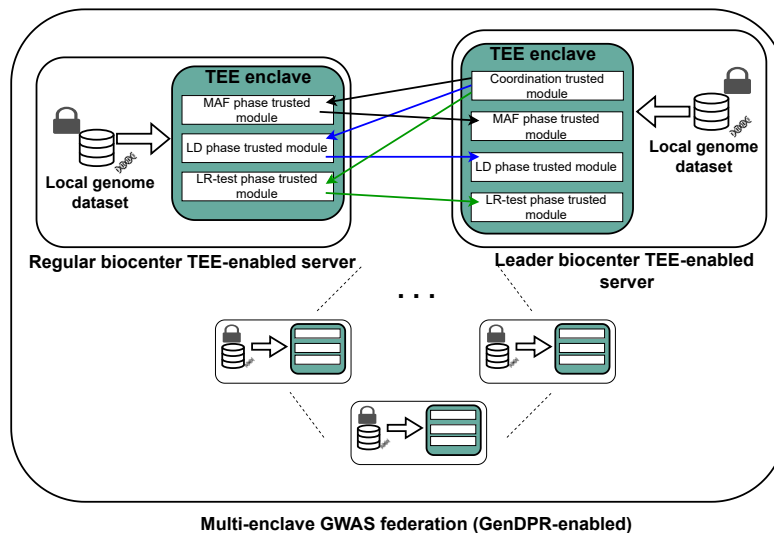 TEE enclave
MAF phase trusted
module
LD phase trusted module
LR-test phase trusted
module
Local genome
dataset
Regular biocenter TEE-enabled server
TEE enclave
Coordination trusted
module
MAF phase trusted
module
LD phase trusted module
LR-test phase trusted
module
Local genome
dataset
Leader biocenter TEE-enabled
server
. . .
Multi-enclave GWAS federation (GenDPR-enabled)